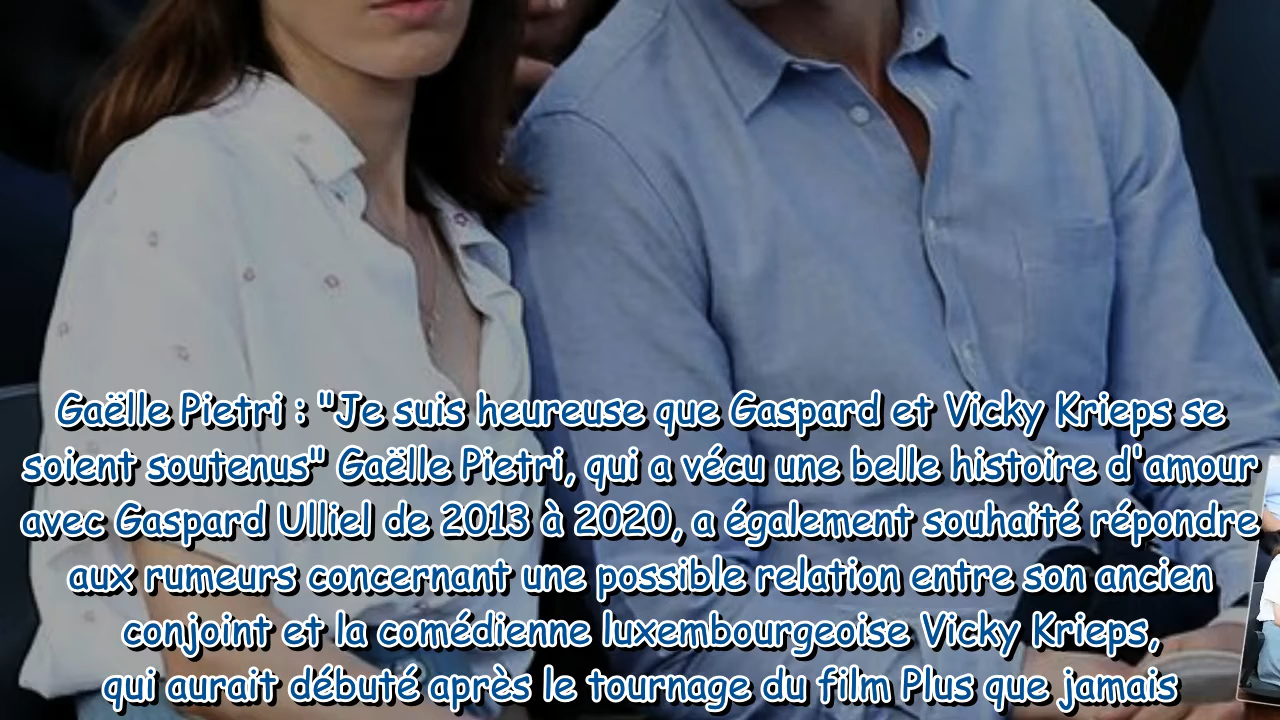 Gaëlle Pietri : "Je suis heureuse que Gaspard et Vicky Krieps se
soient soutenus" Gaëlle Pietri, qui a vécu une belle histoire d'amour
avec Gaspard Ulliel de 2013 à 2020, a également souhaité répondre
aux rumeurs concernant une possible relation entre son ancien
conjoint et la comédienne luxembourgeoise Vicky Krieps,
qui aurait débuté après le tournage du film Plus que jamais